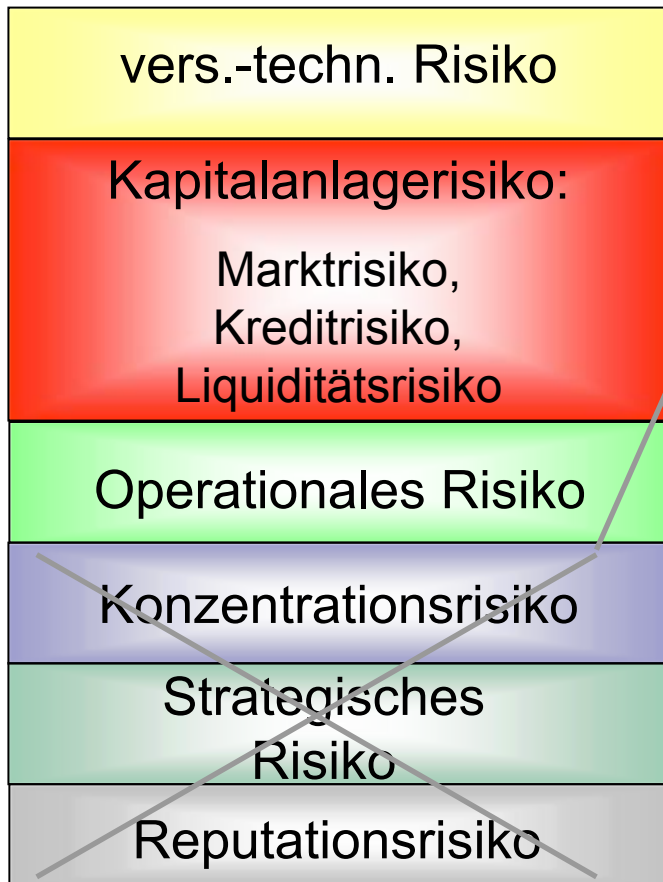 vers.-techn. Risiko
Kapitalanlagerisiko:
Marktrisiko,
Kreditrisiko,
Liquiditätsrisiko
Operationales Risiko
Konzentrationsrisiko
Strategisches
Risiko
Reputationsrisiko